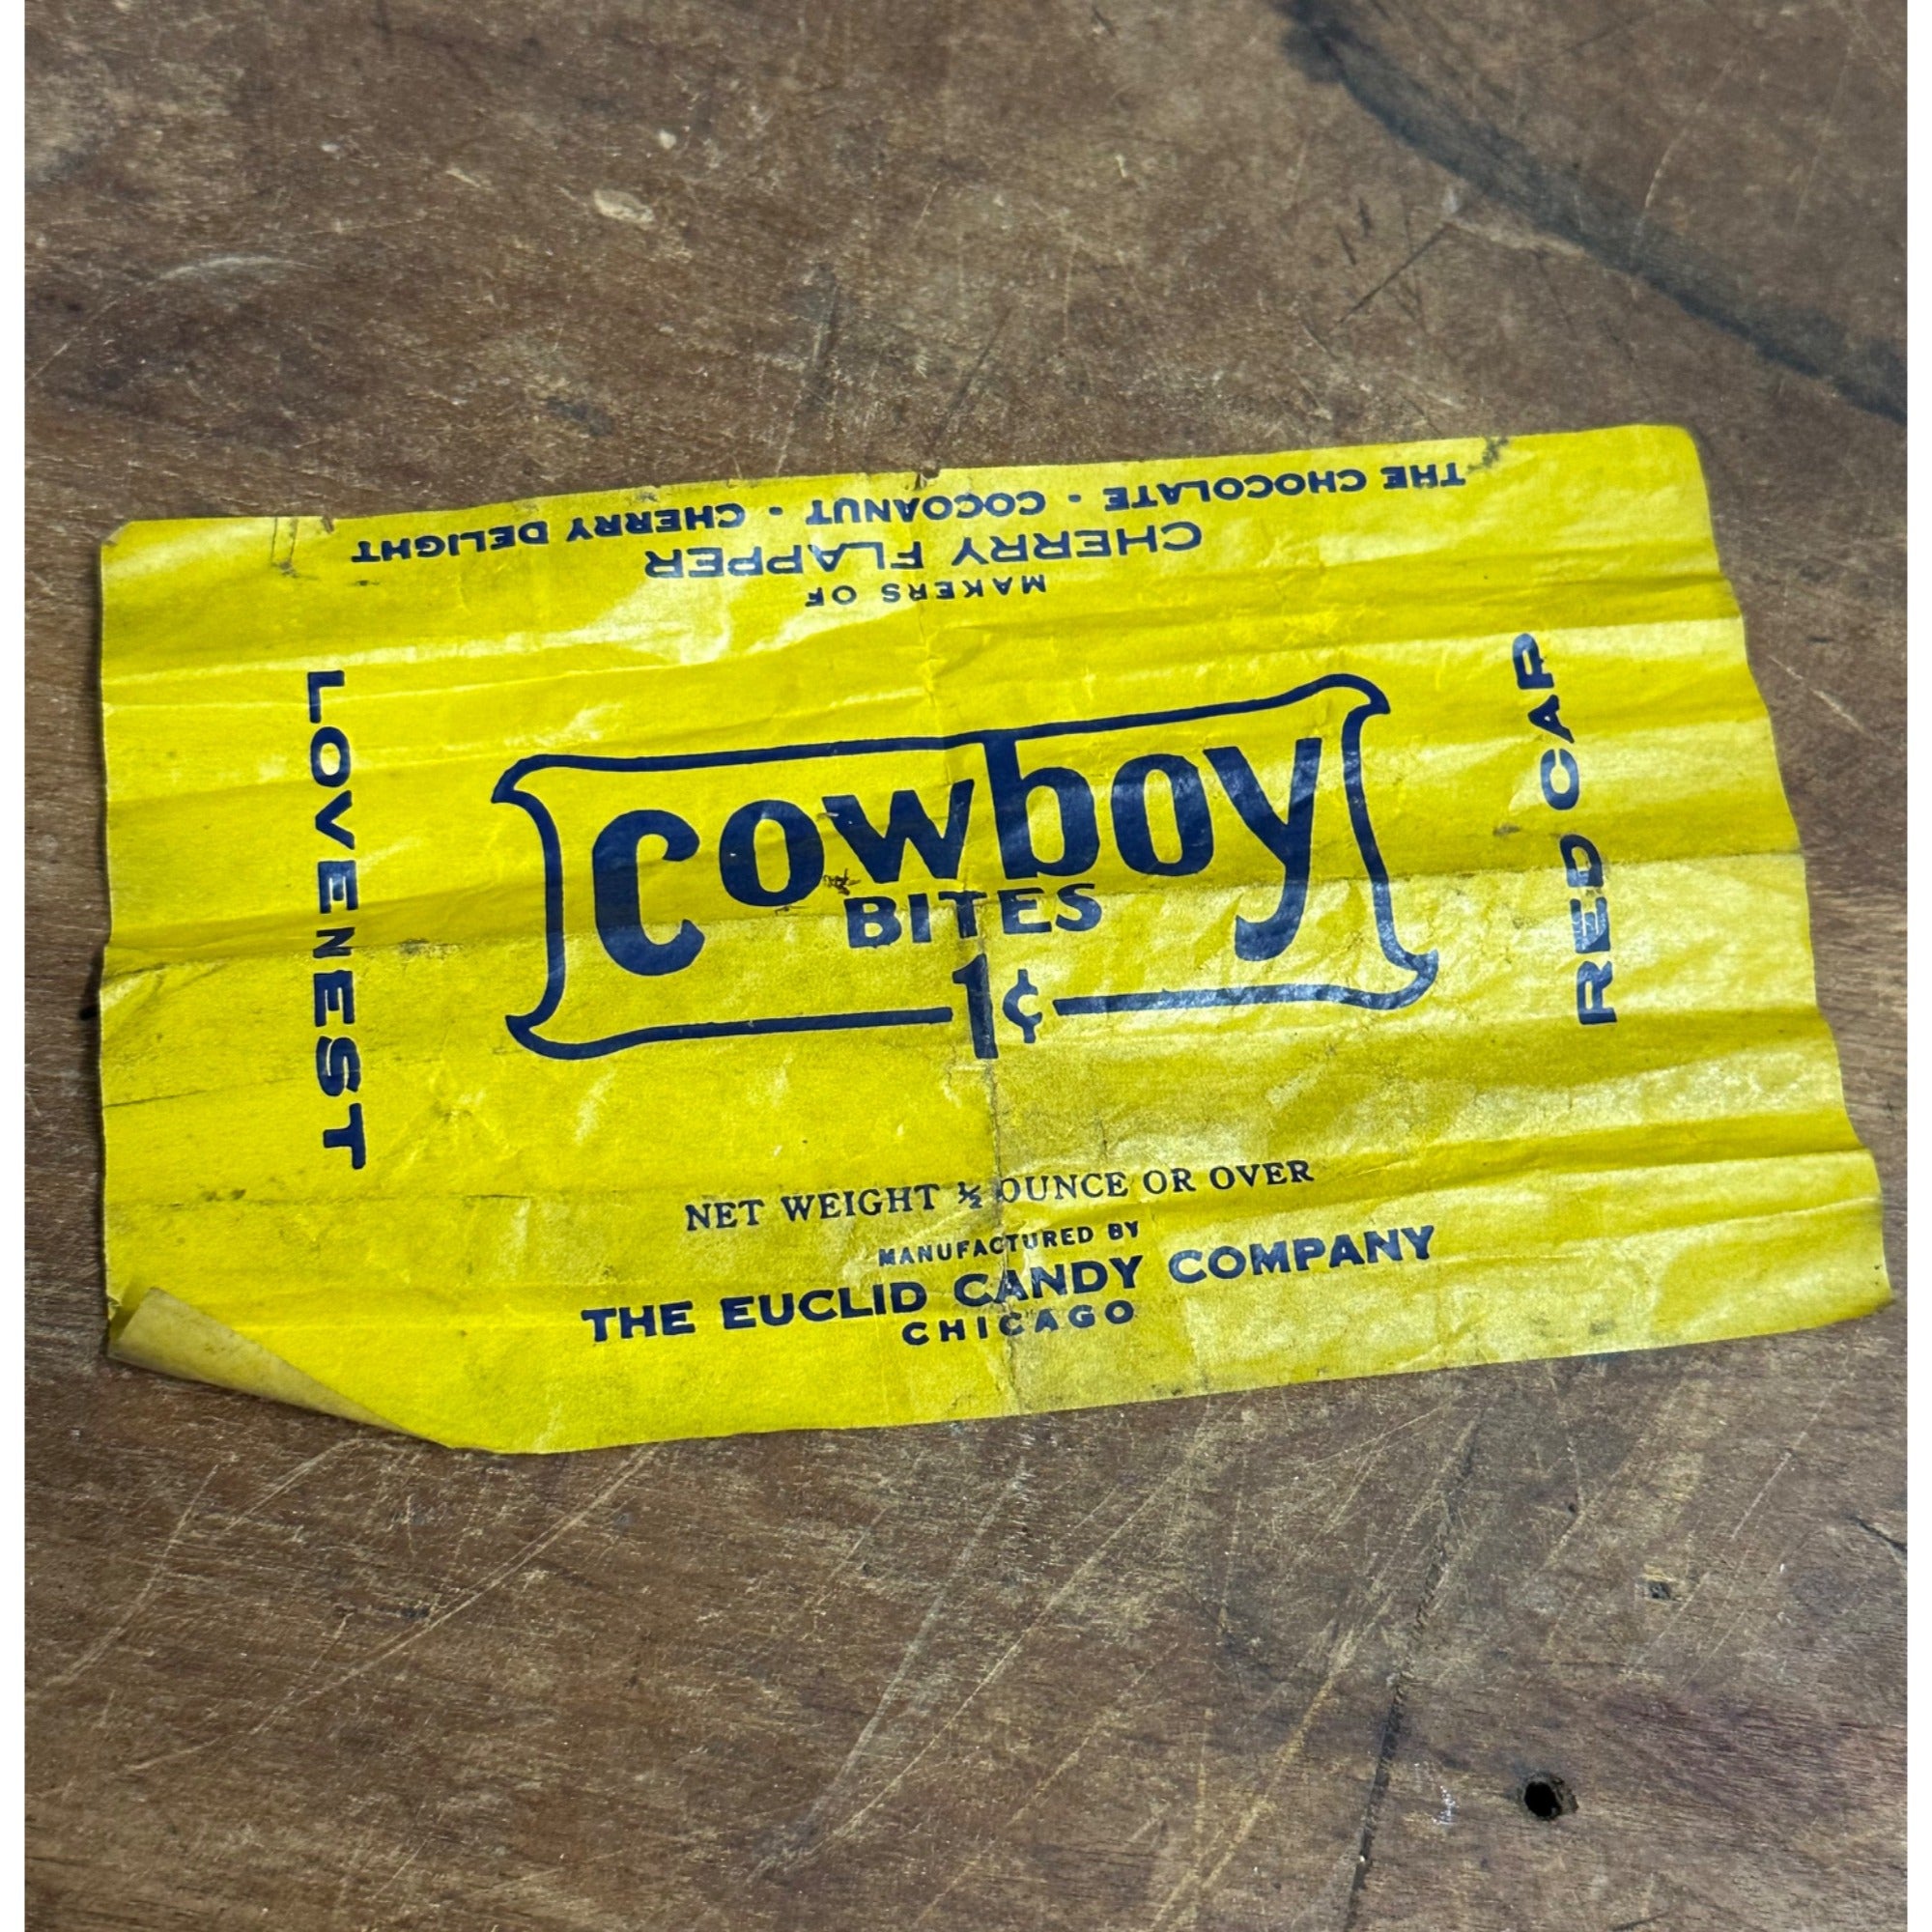 MAKERS OF
CHERRY FLAPPER
THE CHOCOLATE · COCOANUT · CHERRY DELIGHT
LOVENEST
cowboy
BITES
1¢
RED CAP
NET WEIGHT ½ OUNCE OR OVER
MANUFACTURED BY
THE EUCLID CANDY COMPANY
CHICAGO